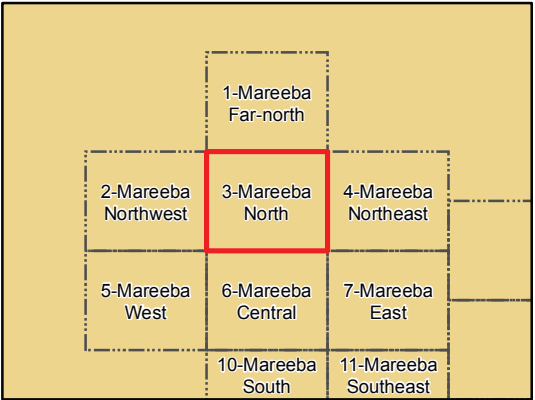 1-Mareeba
Far-north
2-Mareeba
Northwest
3-Mareeba
North
4-Mareeba
Northeast
5-Mareeba
West
6-Mareeba
Central
7-Mareeba
East
10-Mareeba
South
11-Mareeba
Southeast